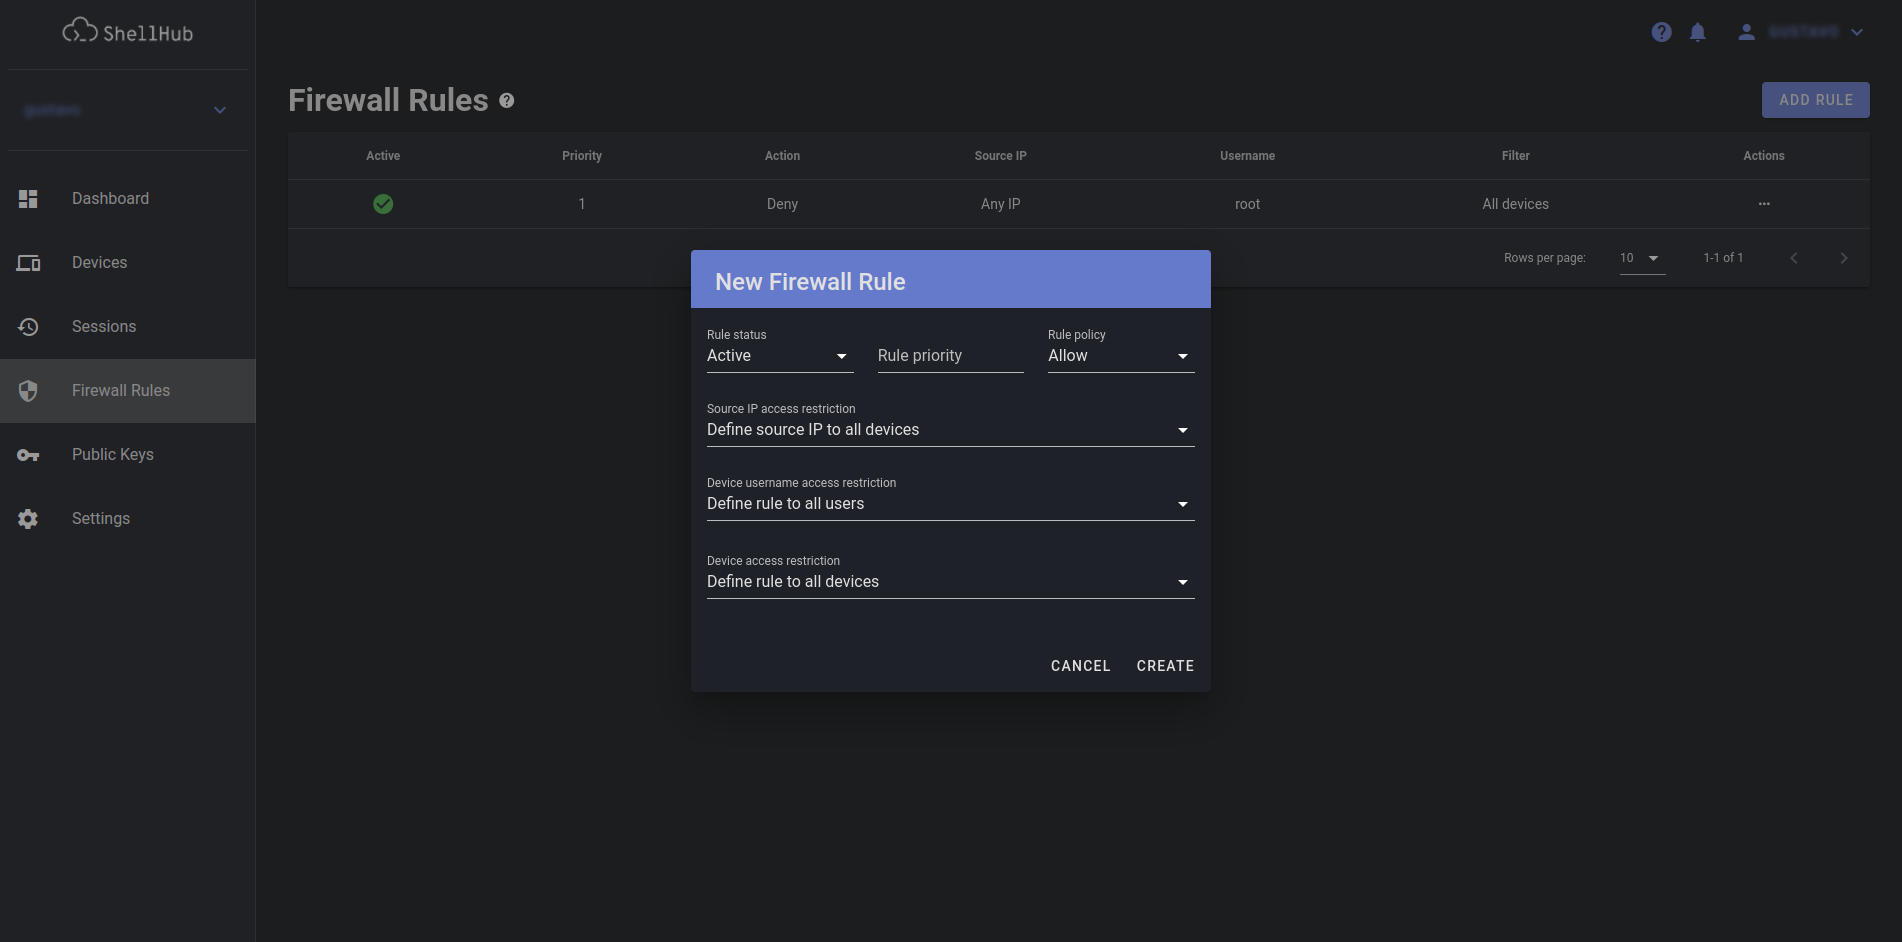 ShellHub
Dashboard
Devices
Sessions
Firewall Rules
Public Keys
Settings
Firewall Rules
ADD RULE
Active Priority Action Source IP Username Filter Actions
1 Deny Any IP root All devices
Rows per page: 10 1-1 of 1
New Firewall Rule
Rule status
Active
Rule priority
Rule policy
Allow
Source IP access restriction
Define source IP to all devices
Device username access restriction
Define rule to all users
Device access restriction
Define rule to all devices
CANCEL CREATE